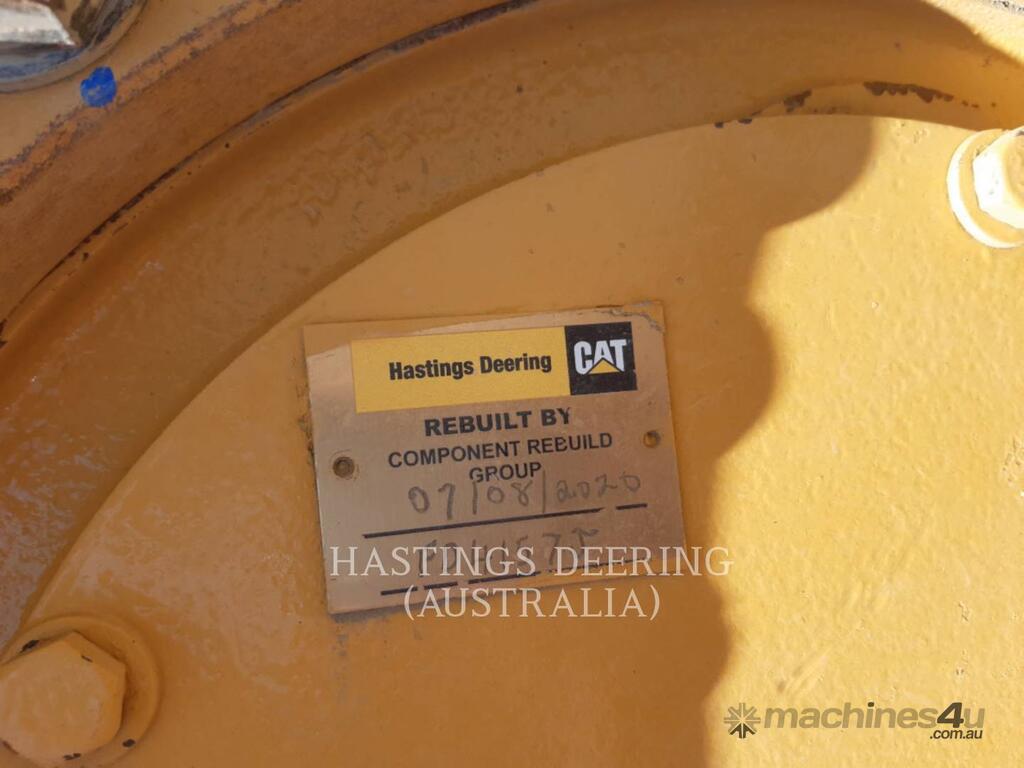 Hastings Deering CAT
REBUILT BY
COMPONENT REBUILD
GROUP
07/08/2020
HASTINGS DEERING
(AUSTRALIA)
machines4u
.com.au